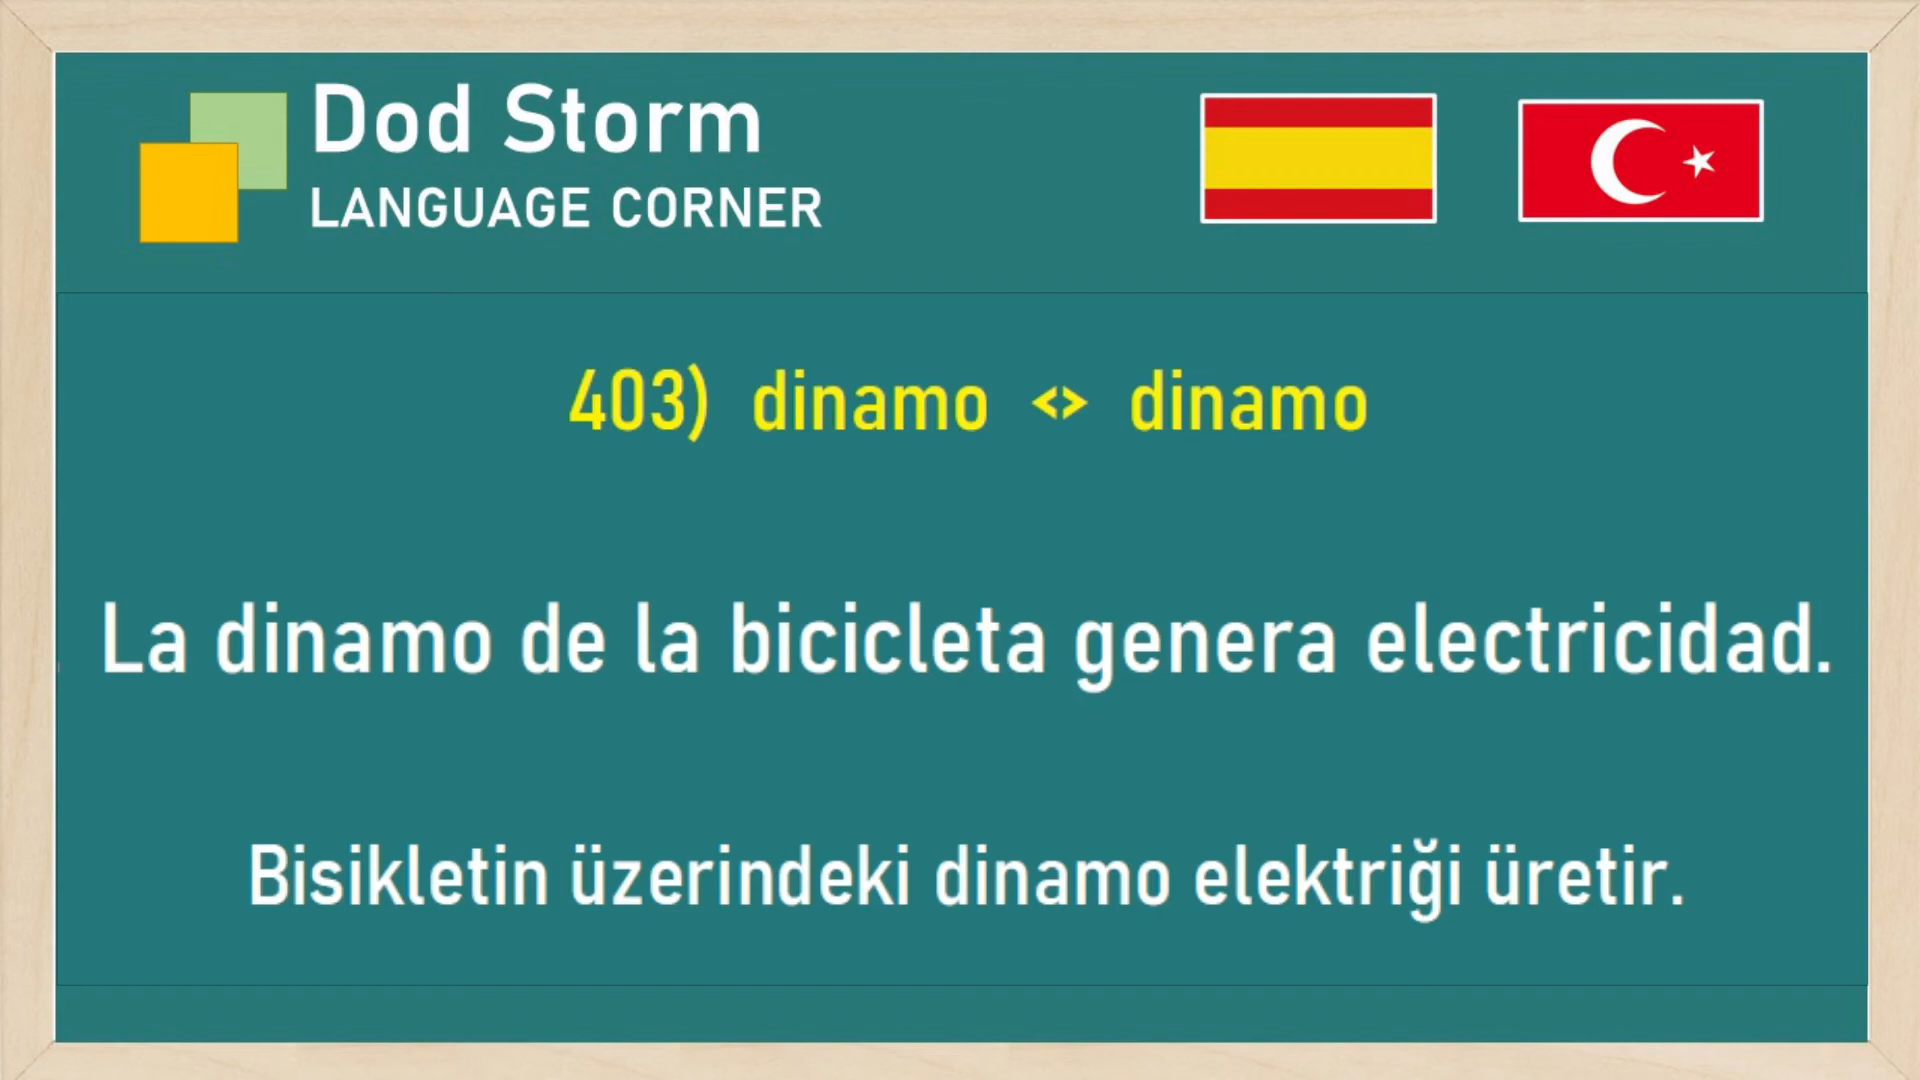 Dod Storm
LANGUAGE CORNER
403) dinamo <> dinamo
La dinamo de la bicicleta genera electricidad.
Bisikletin üzerindeki dinamo elektriği üretir.